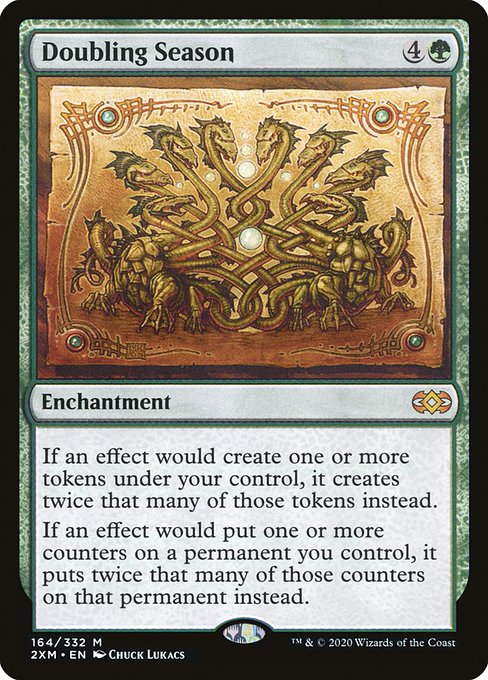 Doubling Season 4
Enchantment
If an effect would create one or more
tokens under your control, it creates
twice that many of those tokens instead.
If an effect would put one or more
counters on a permanent you control, it
puts twice that many of those counters
on that permanent instead.
164/332 M
2XM • EN Chuck Lukacs
™ & © 2020 Wizards of the Coast